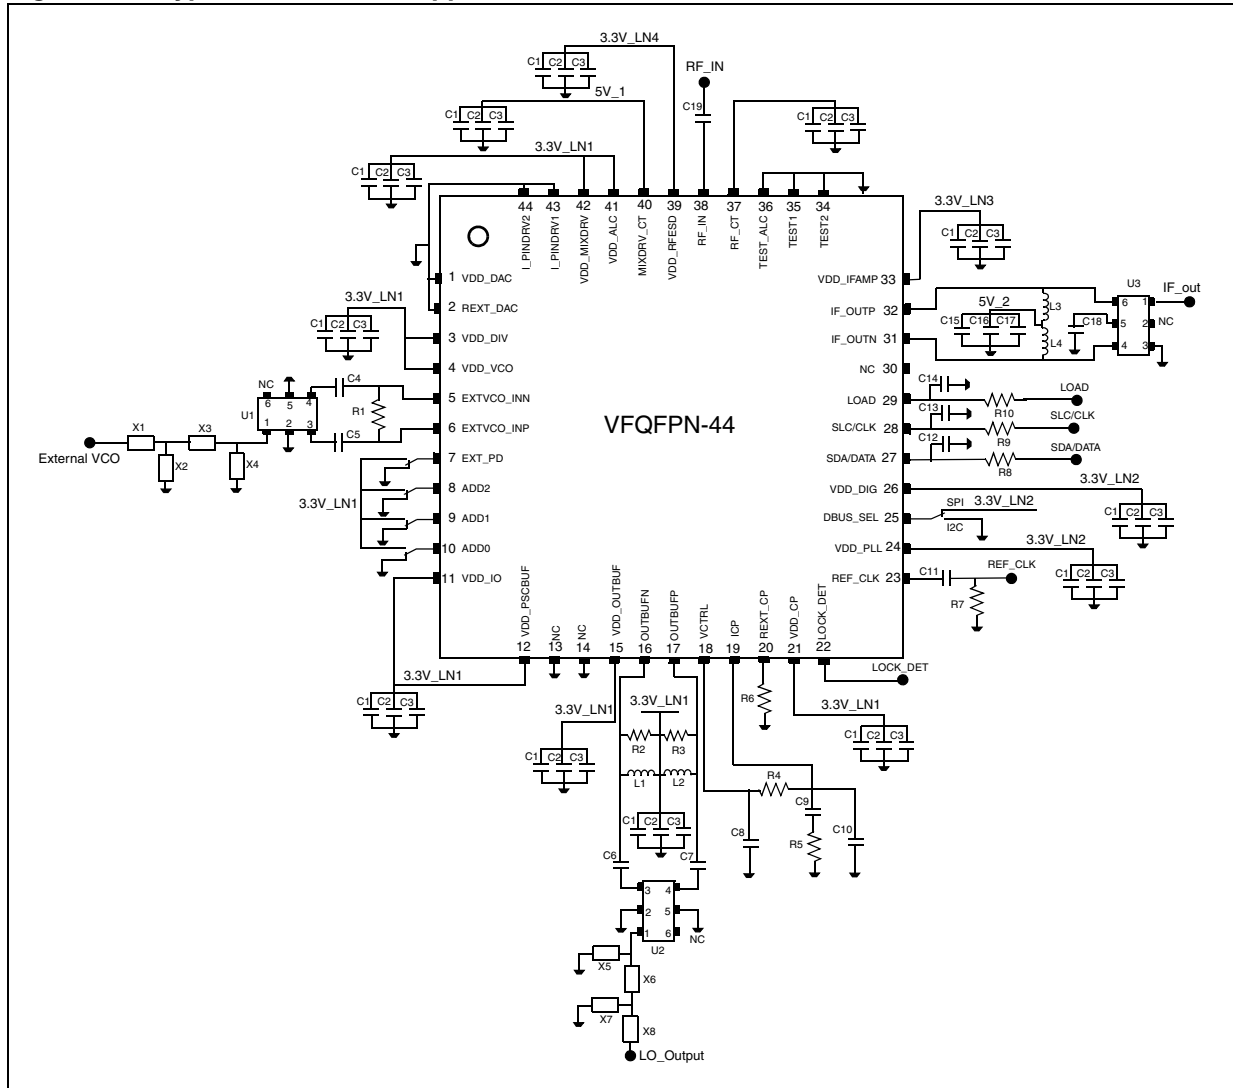 3.3V_LN4
C1 C2 C3
RF_IN
5V_1
C19
C1 C2 C3
C1 C2 C3
3.3V_LN1
C1 C2 C3
44 43 42 41 40 39 38 37 36 35 34
I_PINDRV2
I_PINDRV1
VDD_MIXDRV
VDD_ALC
MIXDRV_CT
VDD_RFESD
RF_IN
RF_CT
TEST_ALC
TEST1
TEST2
3.3V_LN3
C1 C2 C3
1 VDD_DAC
VDD_IFAMP 33
2 REXT_DAC
IF_OUTP 32
3.3V_LN1
C1 C2 C3
3 VDD_DIV
IF_OUTN 31
5V_2
C15 C16 C17
L3
L4
C18
U3
6 1
5 2
4 3
NC
IF_out
4 VDD_VCO
NC 30
C4
5 EXTVCO_INN
LOAD 29
C14
R10
LOAD
NC
6 5 4
U1
1 2 3
R1
VFQFPN-44
6 EXTVCO_INP
SLC/CLK 28
C13
R9
SLC/CLK
C5
X1 X3
External VCO
X2 X4
7 EXT_PD
SDA/DATA 27
C12
R8
SDA/DATA
8 ADD2
VDD_DIG 26
3.3V_LN2
C1 C2 C3
3.3V_LN1
9 ADD1
DBUS_SEL 25
SPI
3.3V_LN2
I2C
10 ADD0
VDD_PLL 24
3.3V_LN2
C1 C2 C3
11 VDD_IO
REF_CLK 23
C11
REF_CLK
R7
VDD_PSCBUF
NC
NC
VDD_OUTBUF
OUTBUFN
OUTBUFP
VCTRL
ICP
REXT_CP
VDD_CP
LOCK_DET
12 13 14 15 16 17 18 19 20 21 22
LOCK_DET
3.3V_LN1
C1 C2 C3
3.3V_LN1
C1 C2 C3
3.3V_LN1
R2 R3
L1 L2
C1 C2 C3
R6
3.3V_LN1
C1 C2 C3
R4
C9
C8
R5
C10
C6 C7
3 4
2 5
1 6
NC
U2
X5
X6
X7
X8
LO_Output